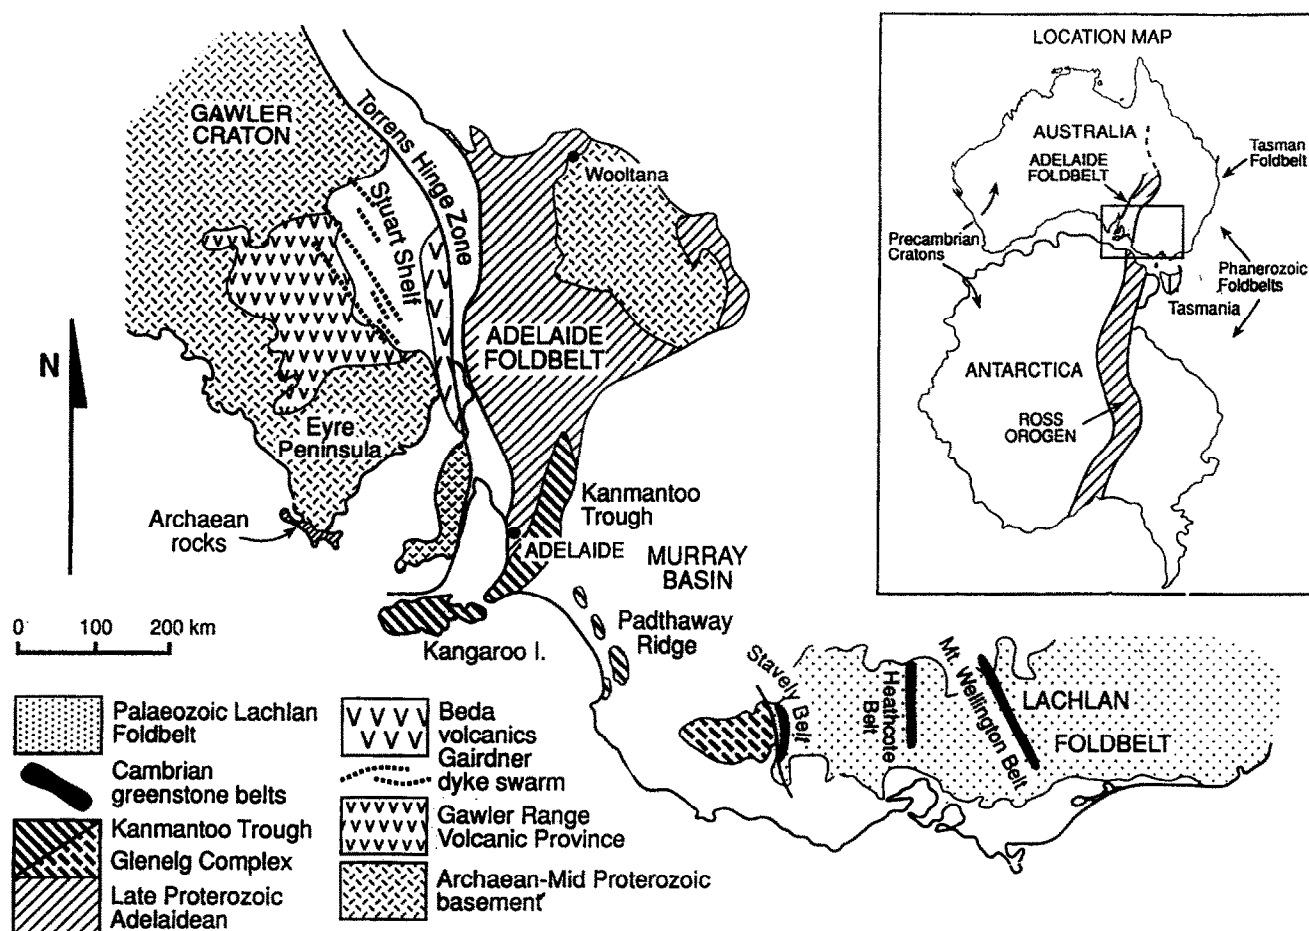 GAWLER
CRATON
Torrens Hinge Zone
Stuart Shelf
Wooltana
ADELAIDE
FOLDBELT
N
Eyre
Peninsula
Archaean
rocks
Kanmantoo
Trough
ADELAIDE
MURRAY
BASIN
Padthaway
Ridge
Kangaroo I.
0 100 200 km
Stavely Belt
Heathcote
Belt
Mt. Wellington Belt
LACHLAN
FOLDBELT
LOCATION MAP
AUSTRALIA
ADELAIDE
FOLDBELT
Tasman
Foldbelt
Precambrian
Cratons
Phanerozoic
Foldbelts
Tasmania
ANTARCTICA
ROSS
OROGEN
Palaeozoic Lachlan
Foldbelt
Cambrian
greenstone belts
Kanmantoo Trough
Glenelg Complex
Late Proterozoic
Adelaidean
Beda
volcanics
Gairdner
dyke swarm
Gawler Range
Volcanic Province
Archaean-Mid Proterozoic
basement